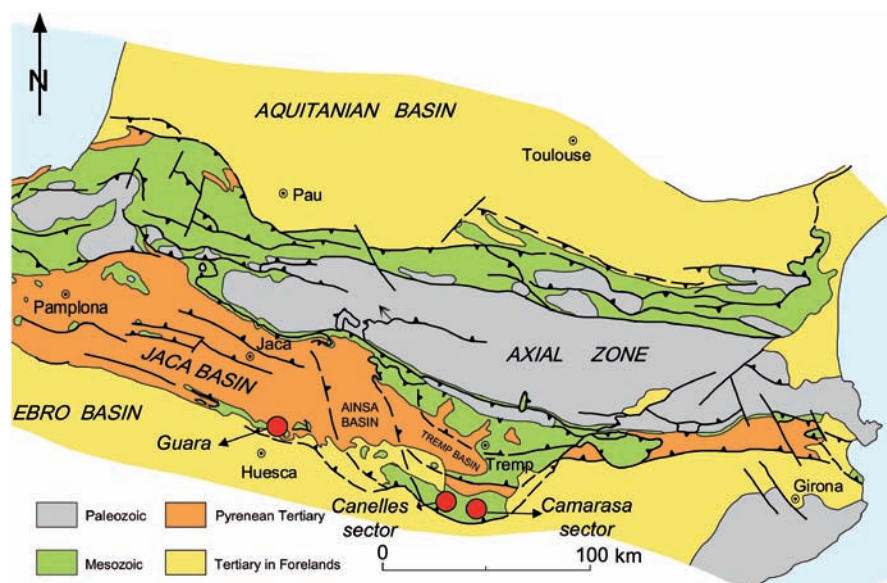 N
AQUITANIAN BASIN
Toulouse
Pau
Pamplona
Jaca
AXIAL ZONE
JACA BASIN
EBRO BASIN
AINSA
BASIN
TREMP BASIN
Guara
Tremp
Huesca
Girona
Canelles
sector
Camarasa
sector
Paleozoic
Pyrenean Tertiary
Mesozoic
Tertiary in Forelands
0
100 km